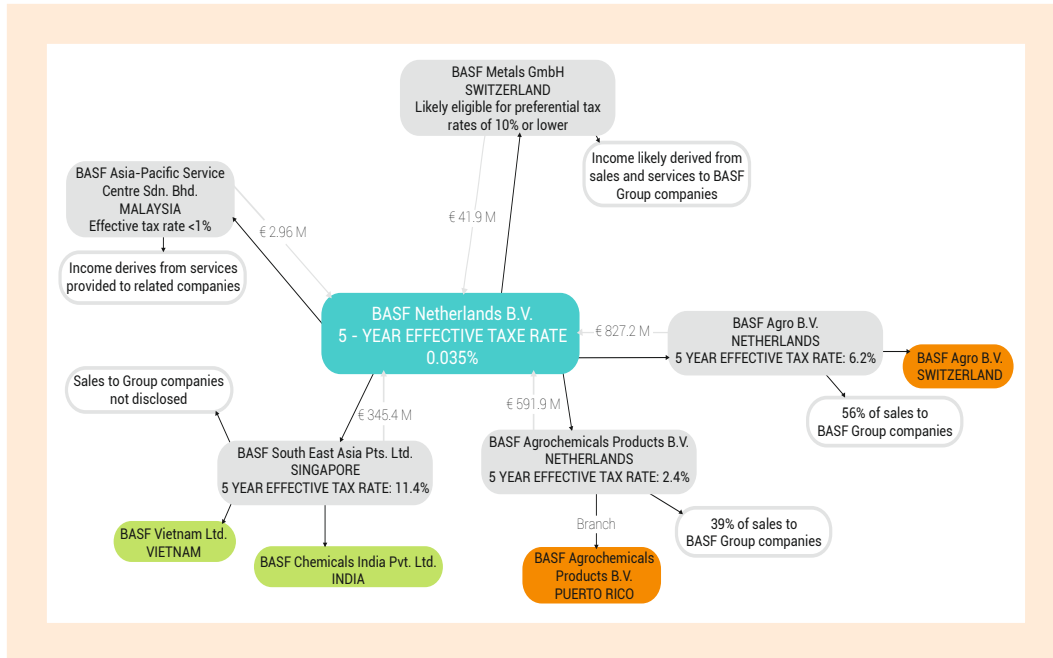 BASF Metals GmbH
SWITZERLAND
Likely eligible for preferential tax
rates of 10% or lower
Income likely derived from
sales and services to BASF
Group companies
BASF Asia-Pacific Service
Centre Sdn. Bhd.
MALAYSIA
Effective tax rate <1%
€ 2.96 M
€ 41.9 M
Income derives from services
provided to related companies
BASF Netherlands B.V.
5 - YEAR EFFECTIVE TAXE RATE
0.035%
€ 827.2 M
BASF Agro B.V.
NETHERLANDS
5 YEAR EFFECTIVE TAX RATE: 6.2%
BASF Agro B.V.
SWITZERLAND
56% of sales to
BASF Group companies
Sales to Group companies
not disclosed
€ 345.4 M
€ 591.9 M
BASF South East Asia Pts. Ltd.
SINGAPORE
5 YEAR EFFECTIVE TAX RATE: 11.4%
BASF Agrochemicals Products B.V.
NETHERLANDS
5 YEAR EFFECTIVE TAX RATE: 2.4%
BASF Vietnam Ltd.
VIETNAM
BASF Chemicals India Pvt. Ltd.
INDIA
Branch
39% of sales to
BASF Group companies
BASF Agrochemicals
Products B.V.
PUERTO RICO